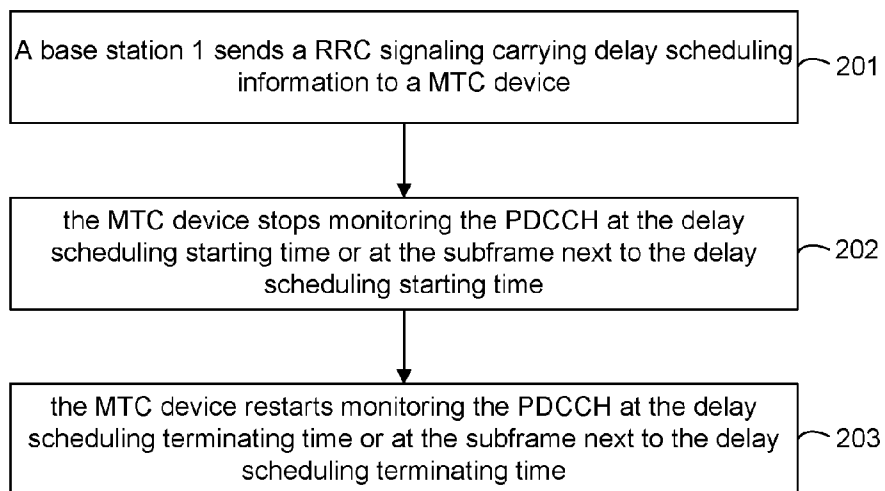 A base station 1 sends a RRC signaling carrying delay scheduling
information to a MTC device
201
the MTC device stops monitoring the PDCCH at the delay
scheduling starting time or at the subframe next to the delay
scheduling starting time
202
the MTC device restarts monitoring the PDCCH at the delay
scheduling terminating time or at the subframe next to the delay
scheduling terminating time
203